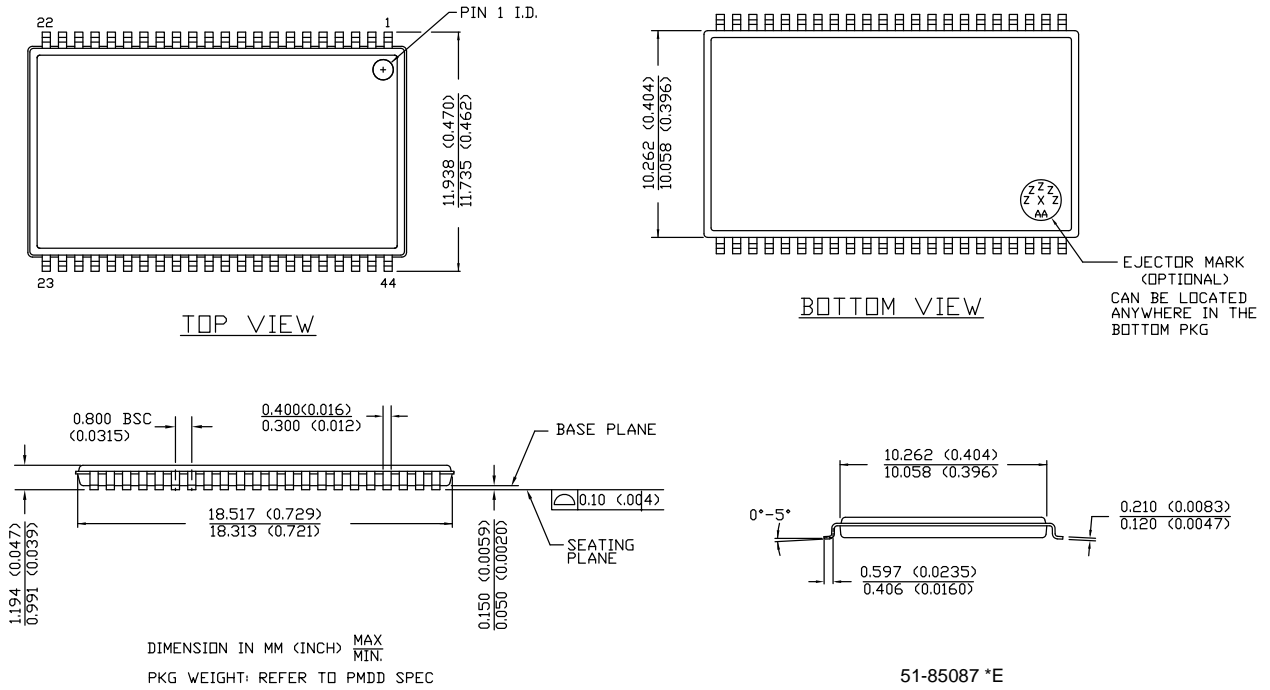 22
1
PIN 1 I.D.
11.938 (0.470)
11.735 (0.462)
23
44
TOP VIEW
10.262 (0.404)
10.058 (0.396)
Z Z Z Z
Z X Z
AA
EJECTOR MARK
(OPTIONAL)
CAN BE LOCATED
ANYWHERE IN THE
BOTTOM PKG
BOTTOM VIEW
0.800 BSC
(0.0315)
0.400(0.016)
0.300 (0.012)
BASE PLANE
0.10 (.004)
18.517 (0.729)
18.313 (0.721)
SEATING
PLANE
1.194 (0.047)
0.991 (0.039)
0.150 (0.0059)
0.050 (0.0020)
10.262 (0.404)
10.058 (0.396)
0°-5°
0.210 (0.0083)
0.120 (0.0047)
0.597 (0.0235)
0.406 (0.0160)
DIMENSION IN MM (INCH) MAX
MIN.
PKG WEIGHT: REFER TO PMDD SPEC
51-85087 *E